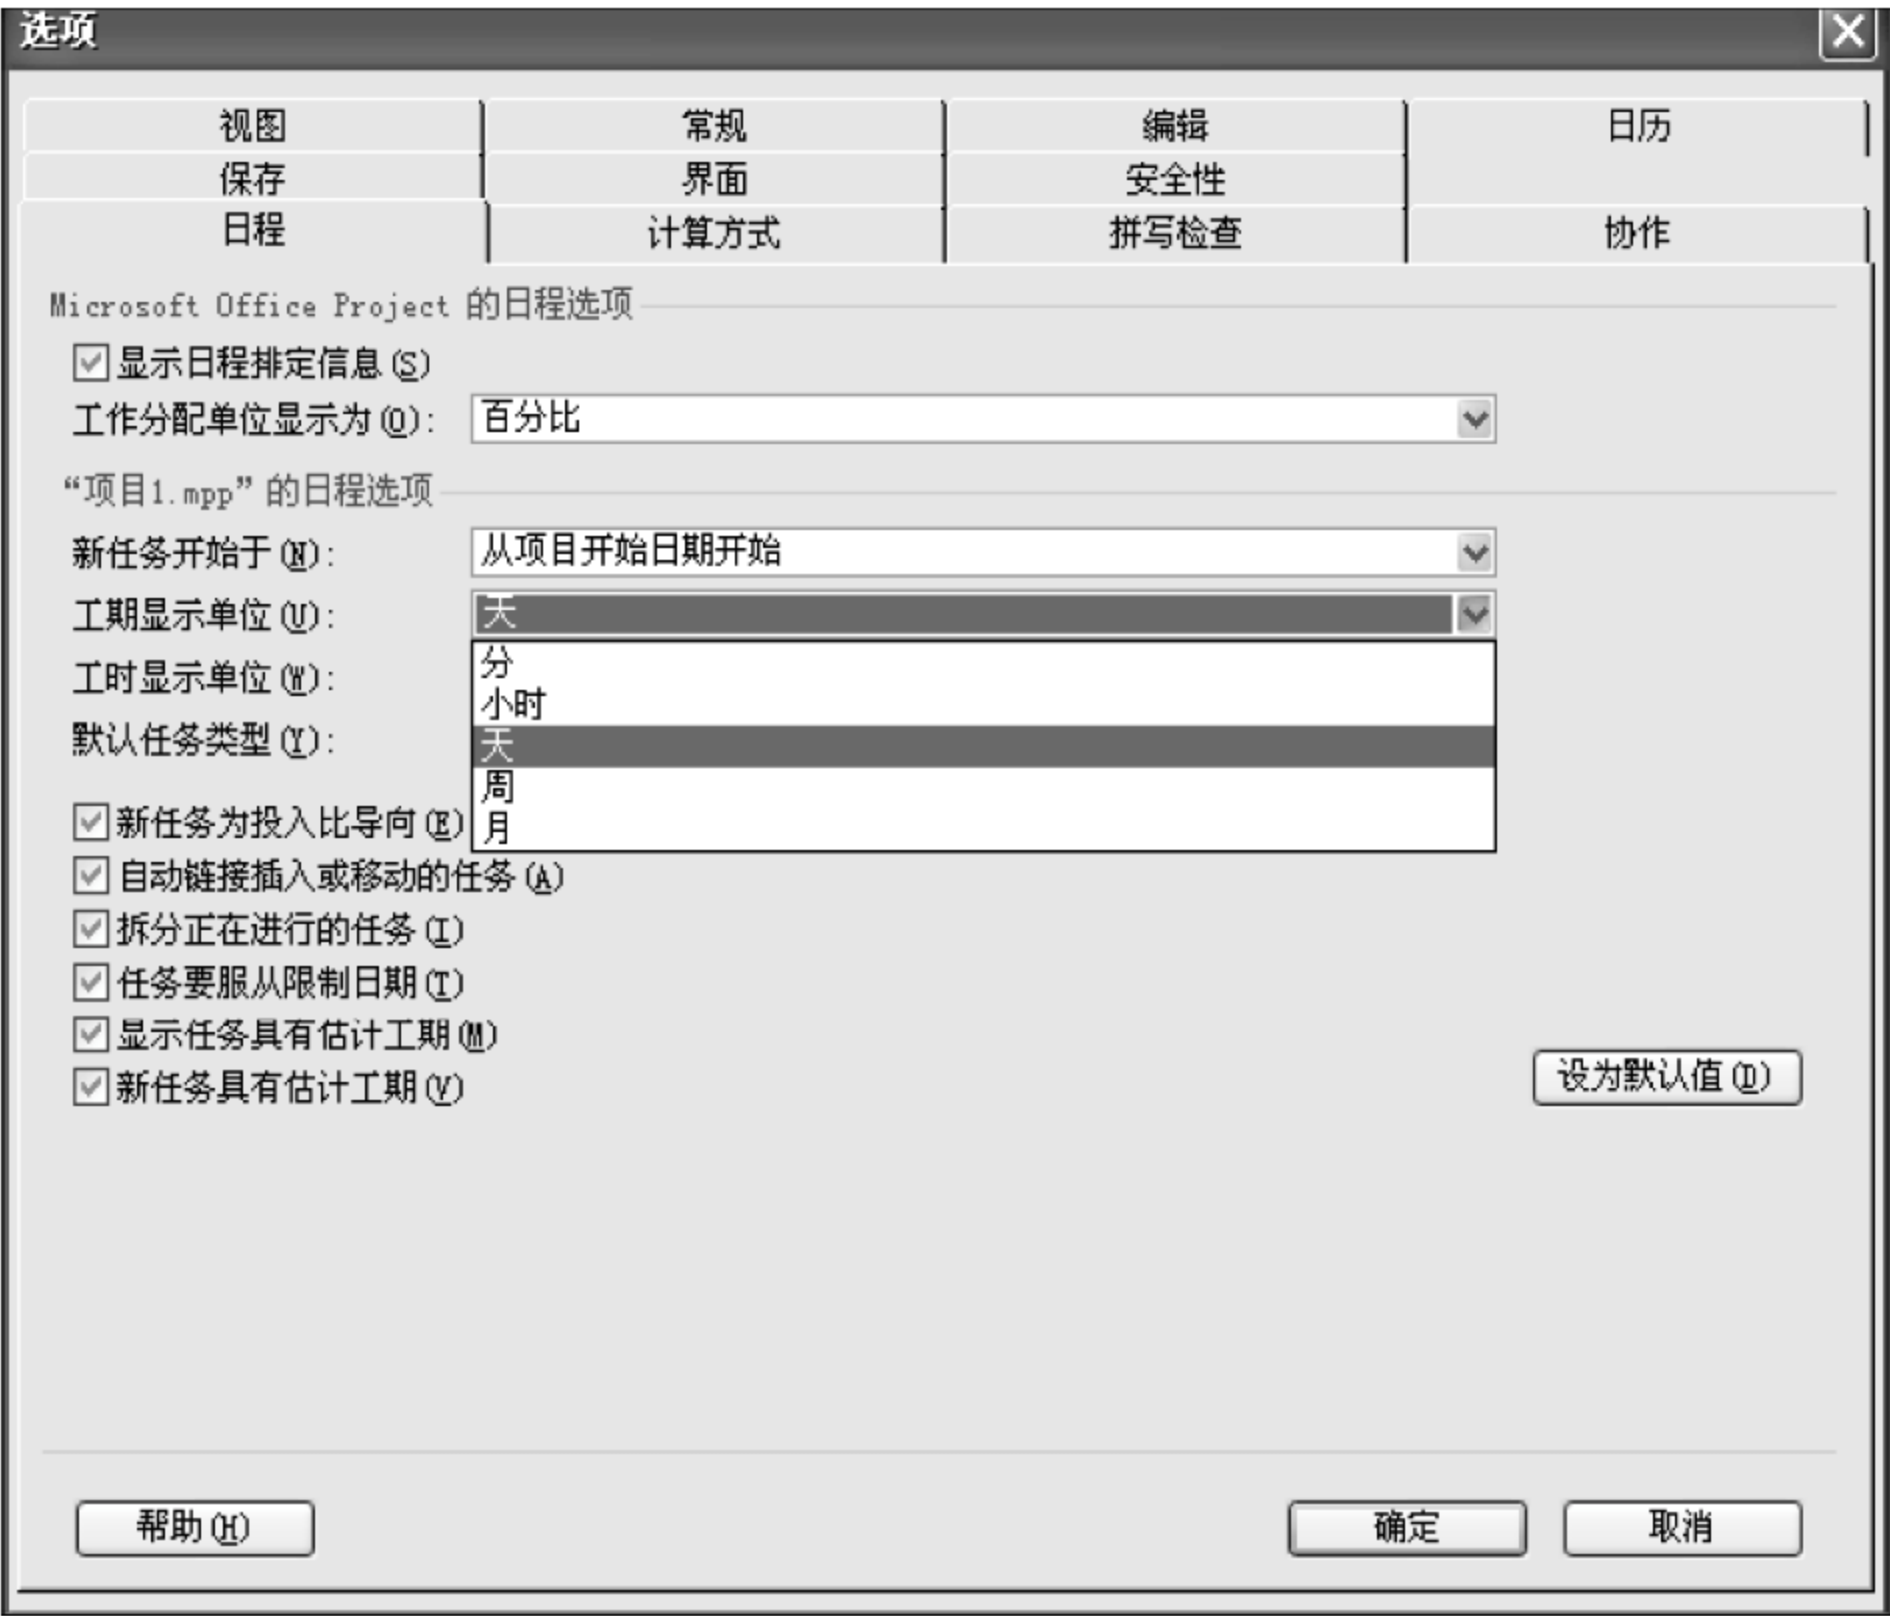 选项
视图 常规 编辑 日历
保存 界面 安全性
日程 计算方式 拼写检查 协作
Microsoft Office Project 的日程选项
显示日程排定信息(S)
工作分配单位显示为(O): 百分比
“项目1.mpp” 的日程选项
新任务开始于(N): 从项目开始日期开始
工期显示单位(U): 天
分
工时显示单位(W):
小时
天
默认任务类型(Y):
周
月
新任务为投入比导向(E)
自动链接插入或移动的任务(A)
拆分正在进行的任务(I)
任务要服从限制日期(T)
显示任务具有估计工期(M)
新任务具有估计工期(V)
设为默认值(D)
帮助(H) 确定 取消